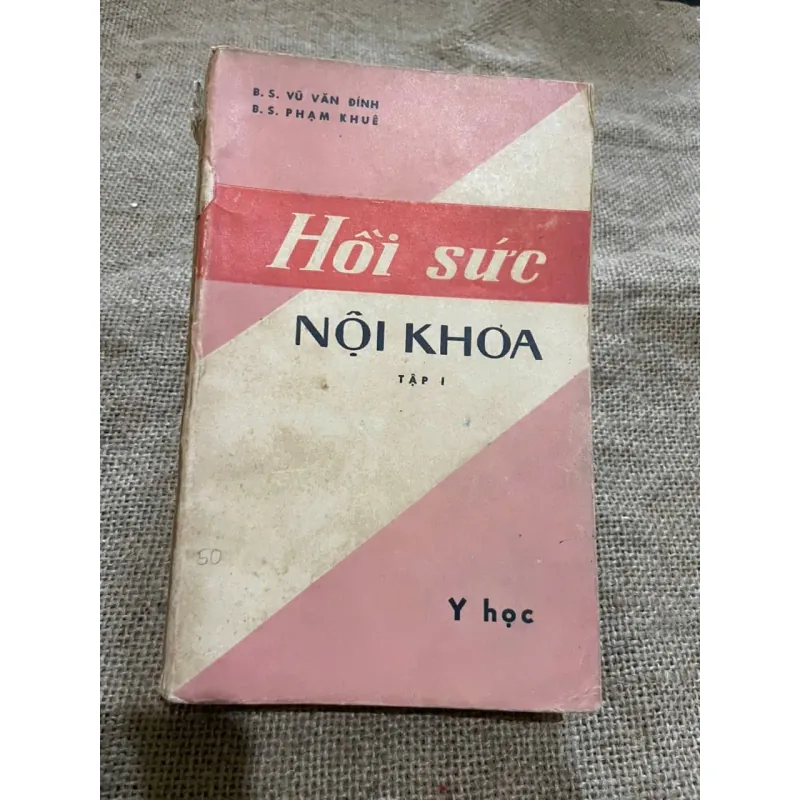 B. S. VŨ VĂN ĐÍNH
B. S. PHẠM KHUÊ
Hồi sức
NỘI KHOA
TẬP I
50
Y học